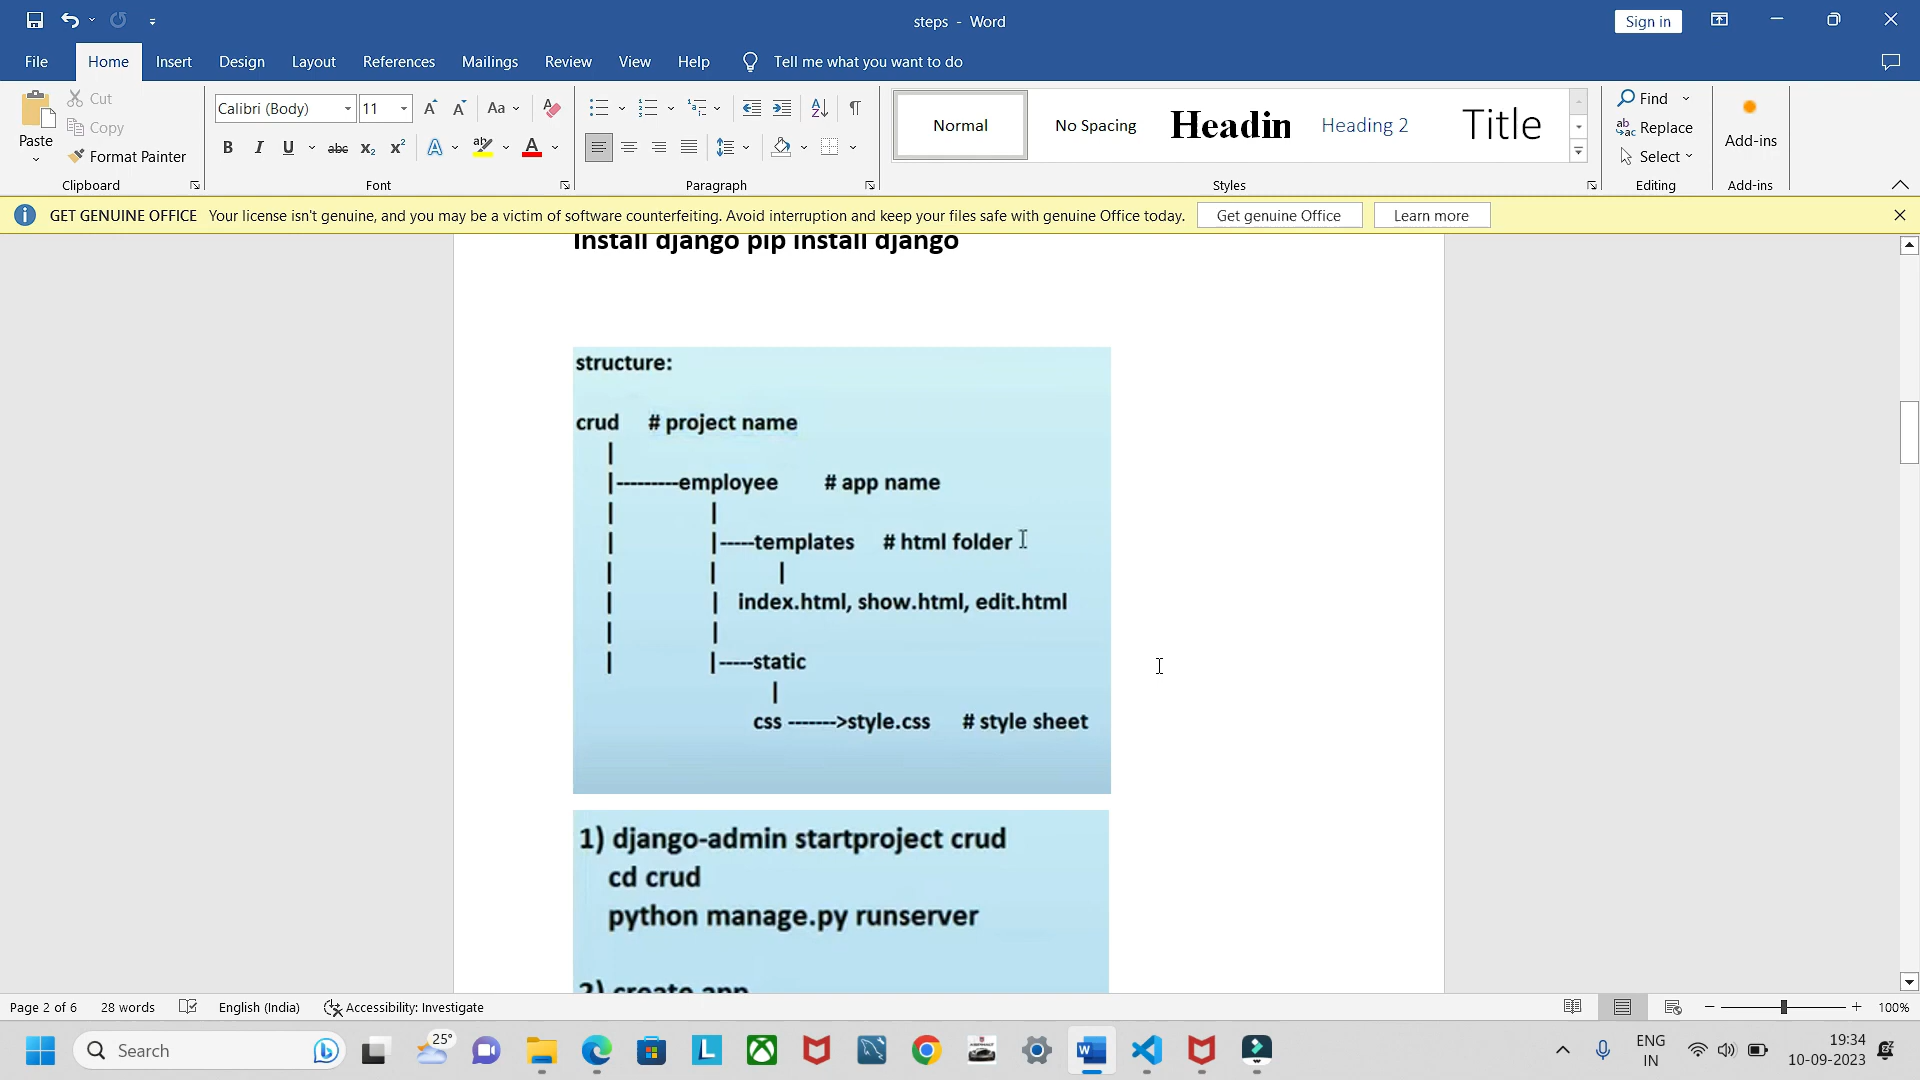 steps - Word
Sign in
File Home Insert Design Layout References Mailings Review View Help Tell me what you want to do
Paste
Cut
Copy
Format Painter
Clipboard
Calibri (Body) 11
Font
Paragraph
Normal
No Spacing
Headin
Heading 2
Title
Styles
Find
Replace
Select
Editing
Add-ins
Add-ins
GET GENUINE OFFICE Your license isn't genuine, and you may be a victim of software counterfeiting. Avoid interruption and keep your files safe with genuine Office today. Get genuine Office Learn more
Install django pip install django
structure:
crud # project name
|
|---------employee # app name
| |
| |-----templates # html folder
| | |
| | index.html, show.html, edit.html
| |
| |-----static
|
css ------->style.css # style sheet
1) django-admin startproject crud
cd crud
python manage.py runserver
2) create app
Page 2 of 6 28 words English (India) Accessibility: Investigate 100%
Search
25°
ENG
IN
19:34
10-09-2023